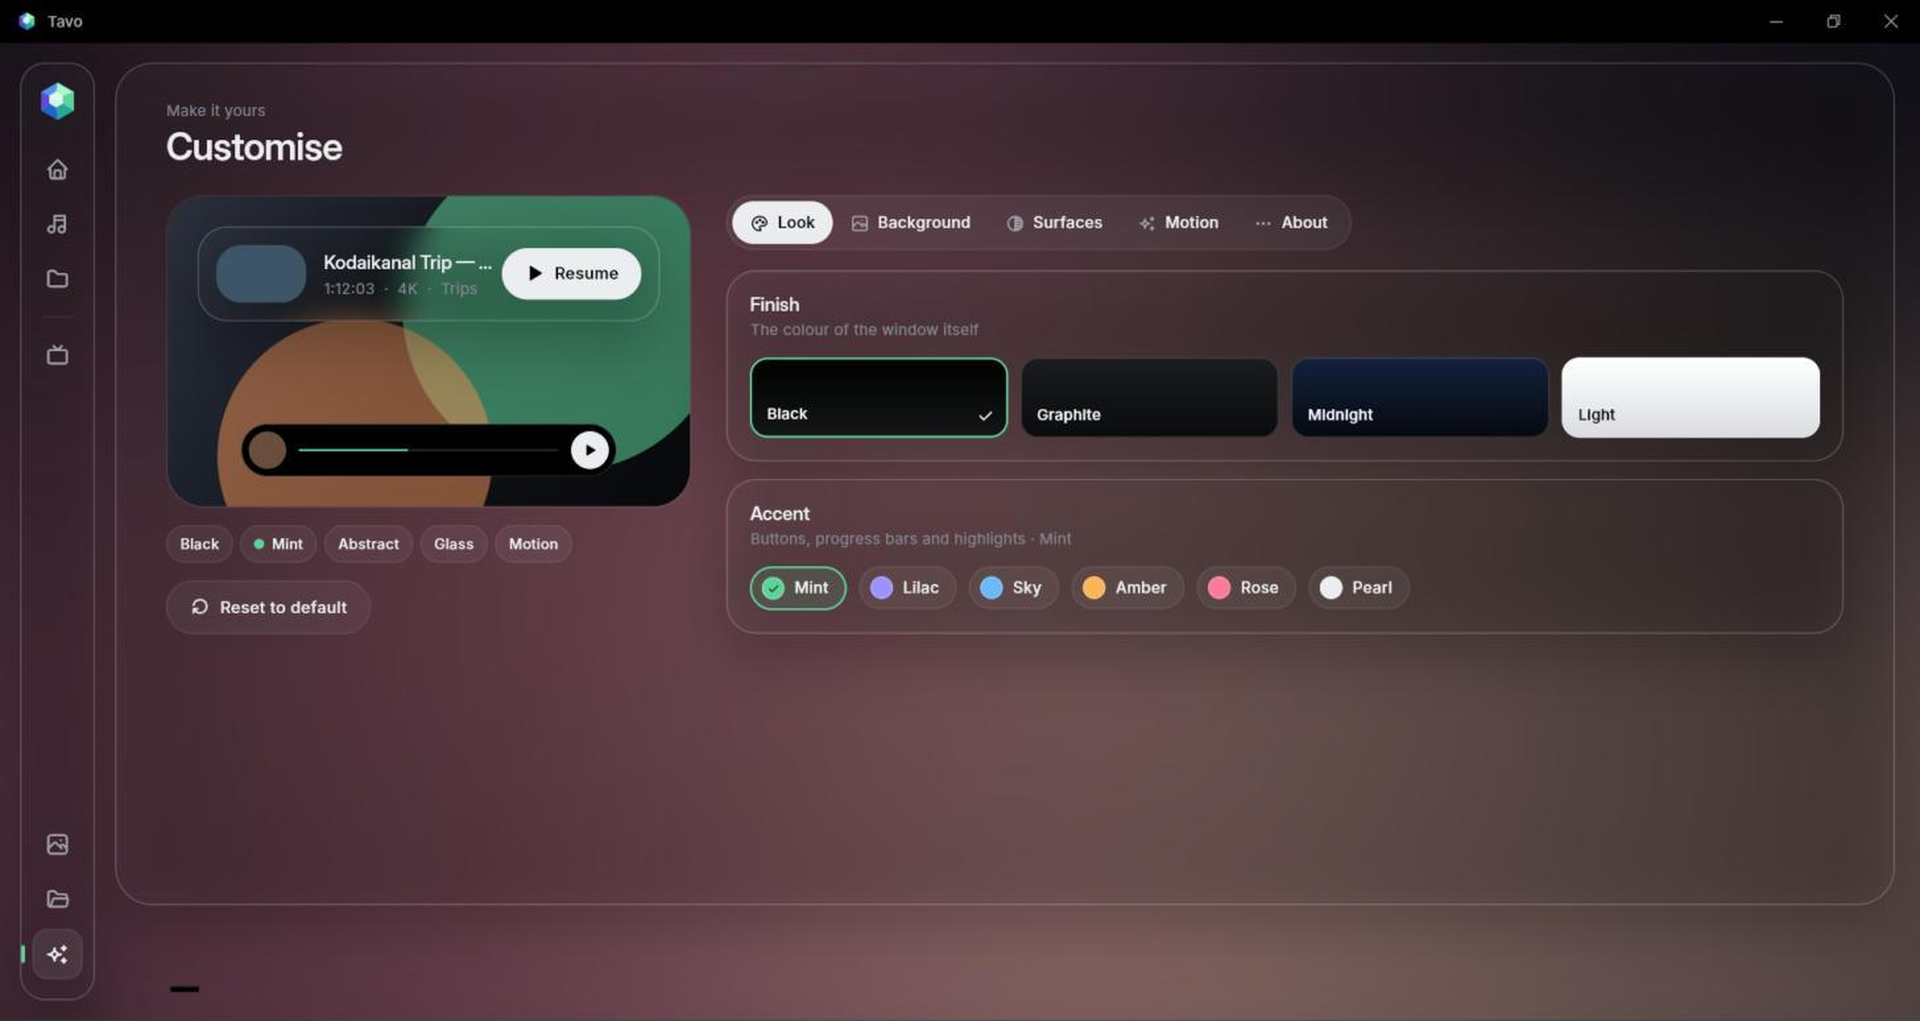 Tavo
Make it yours
Customise
Kodaikanal Trip — ...
1:12:03 · 4K · Trips
Resume
Black
Mint
Abstract
Glass
Motion
Reset to default
Look
Background
Surfaces
Motion
About
Finish
The colour of the window itself
Black
Graphite
Midnight
Light
Accent
Buttons, progress bars and highlights · Mint
Mint
Lilac
Sky
Amber
Rose
Pearl